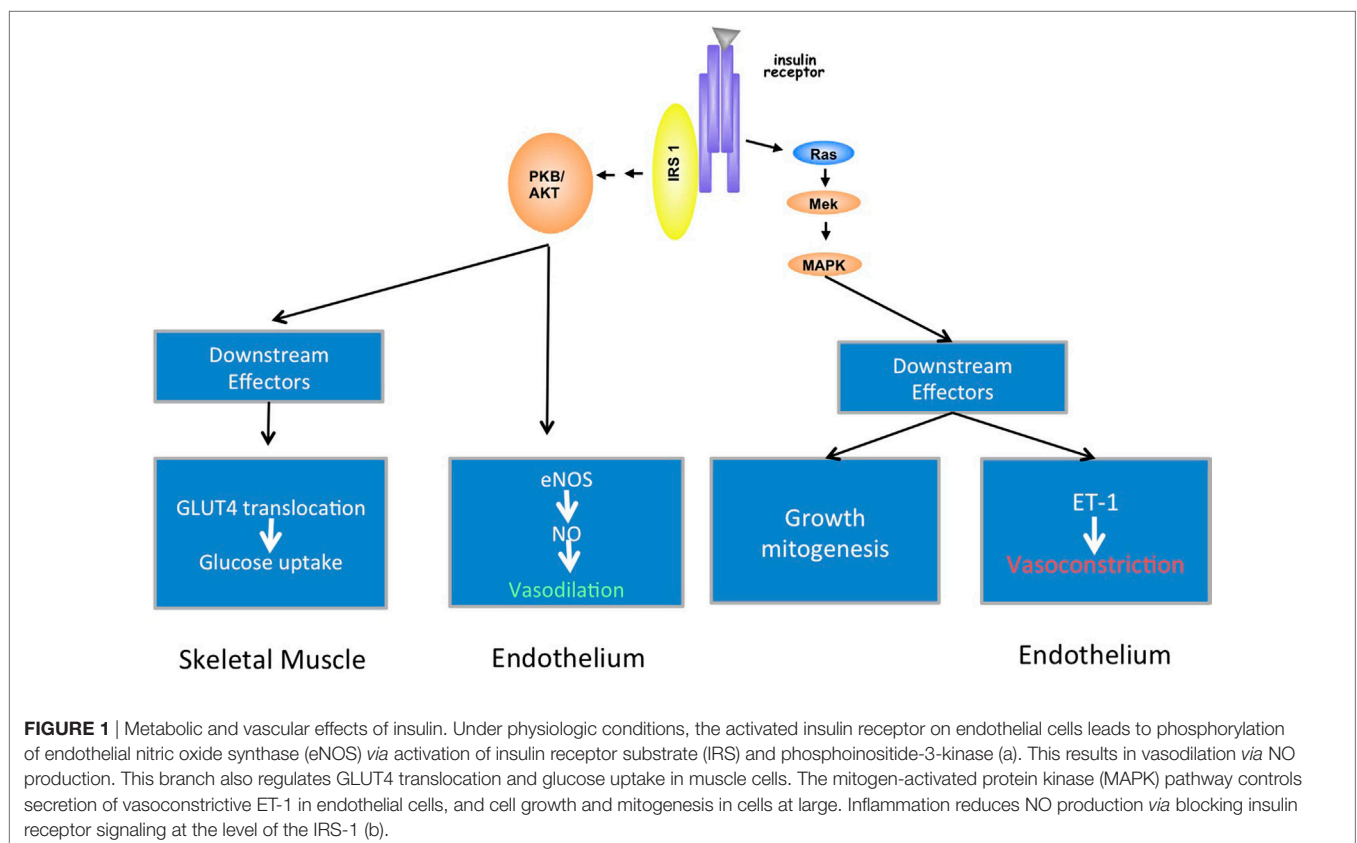 insulin
receptor
IRS 1
PKB/
AKT
Ras
Mek
MAPK
Downstream
Effectors
Downstream
Effectors
GLUT4 translocation
Glucose uptake
eNOS
NO
Vasodilation
Growth
mitogenesis
ET-1
Vasoconstriction
Skeletal Muscle
Endothelium
Endothelium
FIGURE 1 | Metabolic and vascular effects of insulin. Under physiologic conditions, the activated insulin receptor on endothelial cells leads to phosphorylation
of endothelial nitric oxide synthase (eNOS) via activation of insulin receptor substrate (IRS) and phosphoinositide-3-kinase (a). This results in vasodilation via NO
production. This branch also regulates GLUT4 translocation and glucose uptake in muscle cells. The mitogen-activated protein kinase (MAPK) pathway controls
secretion of vasoconstrictive ET-1 in endothelial cells, and cell growth and mitogenesis in cells at large. Inflammation reduces NO production via blocking insulin
receptor signaling at the level of the IRS-1 (b).